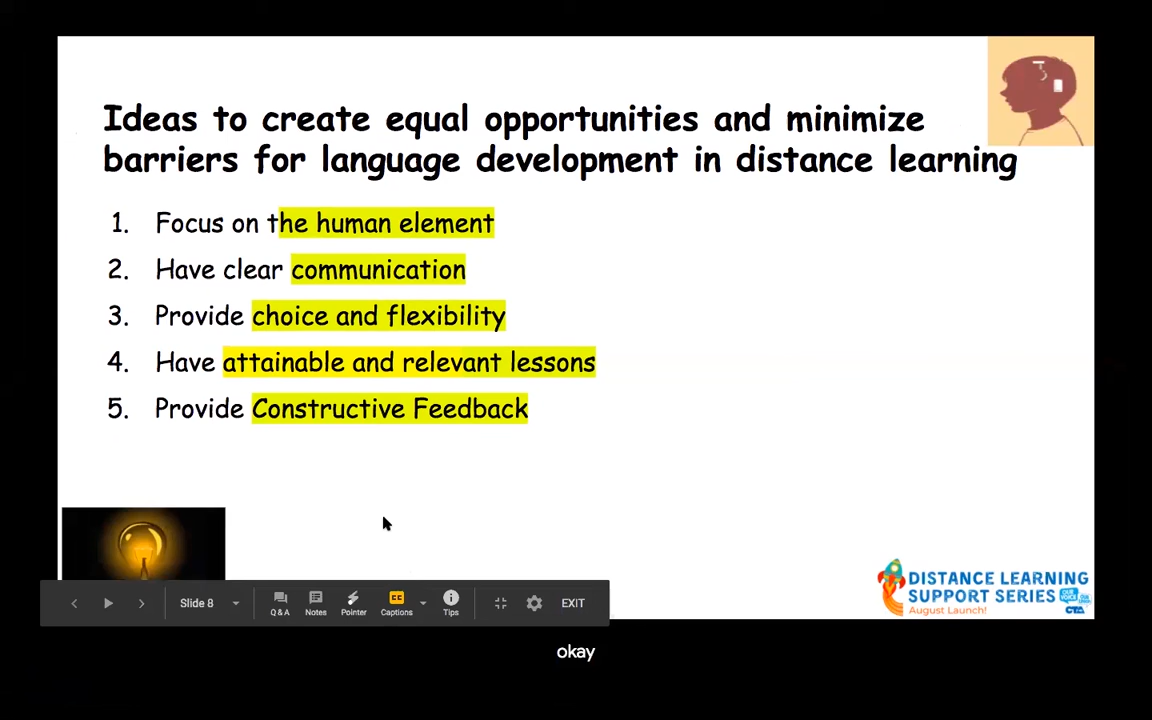 Ideas to create equal opportunities and minimize
barriers for language development in distance learning
1. Focus on the human element
2. Have clear communication
3. Provide choice and flexibility
4. Have attainable and relevant lessons
5. Provide Constructive Feedback
DISTANCE LEARNING
SUPPORT SERIES
August Launch!
CTA
Slide 8
Q & A
Notes
Pointer
CC
Captions
Tips
EXIT
okay